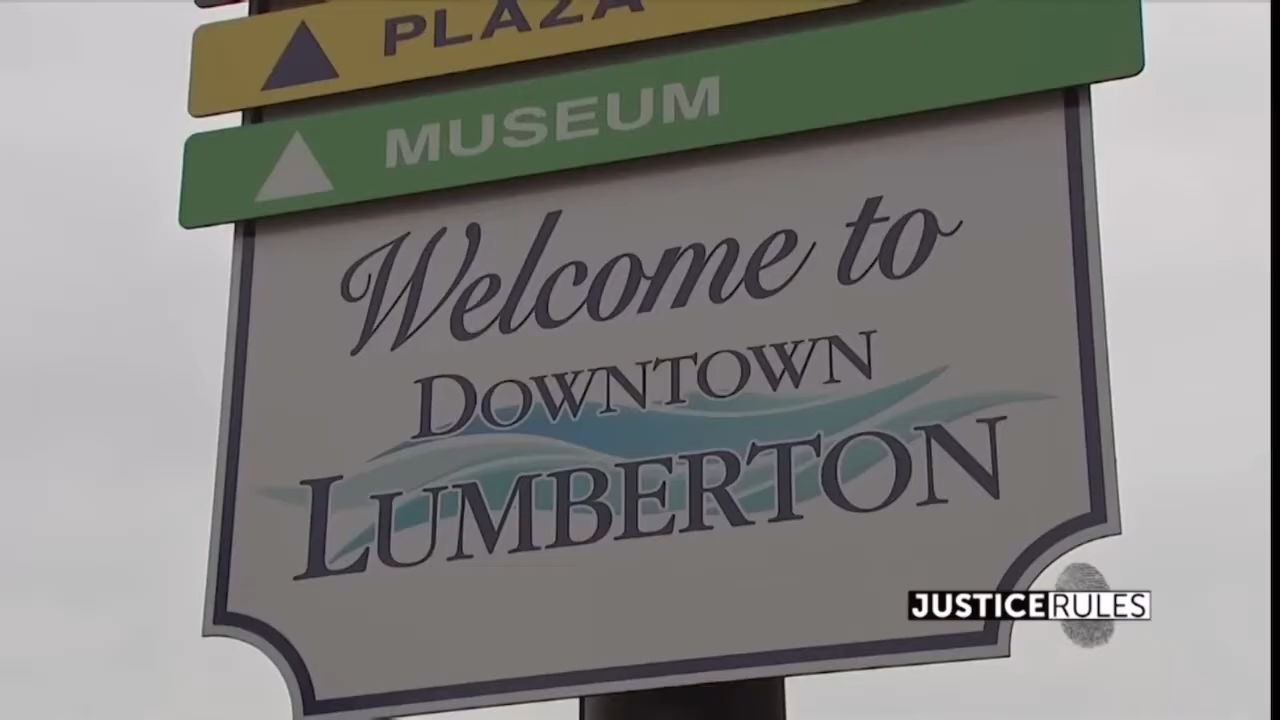 PLAZA
MUSEUM
Welcome to
DOWNTOWN
LUMBERTON
JUSTICERULES